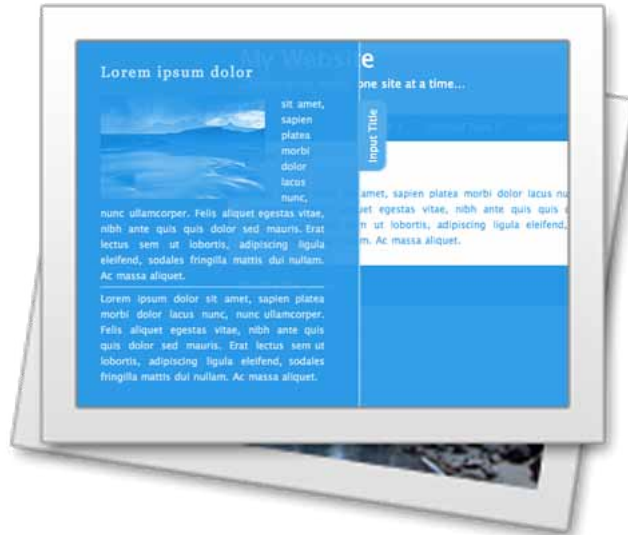 Lorem ipsum dolor
sit amet,
sapien
platea
morbi
dolor
lacus
nunc,
nunc ullamcorper. Felis aliquet egestas vitae,
nibh ante quis quis dolor sed mauris. Erat
lectus sem ut lobortis, adipiscing ligula
eleifend, sodales fringilla mattis dui nullam.
Ac massa aliquet.
Lorem ipsum dolor sit amet, sapien platea
morbi dolor lacus nunc, nunc ullamcorper.
Felis aliquet egestas vitae, nibh ante quis
quis dolor sed mauris. Erat lectus sem ut
lobortis, adipiscing ligula eleifend, sodales
fringilla mattis dui nullam. Ac massa aliquet.
My Website
one site at a time...
Input Title
amet, sapien platea morbi dolor lacus
egestas vitae, nibh ante quis quis
ut lobortis, adipiscing ligula eleifend,
m. Ac massa aliquet.